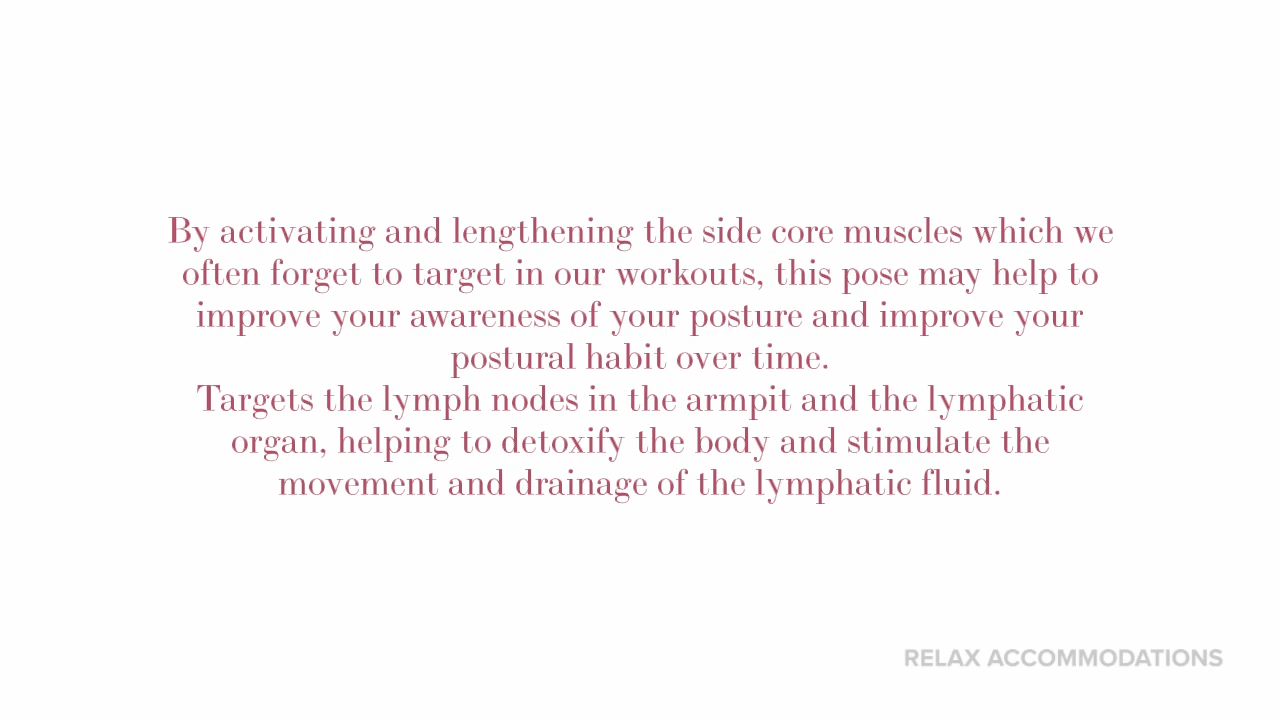 By activating and lengthening the side core muscles which we
often forget to target in our workouts, this pose may help to
improve your awareness of your posture and improve your
postural habit over time.
Targets the lymph nodes in the armpit and the lymphatic
organ, helping to detoxify the body and stimulate the
movement and drainage of the lymphatic fluid.
RELAX ACCOMMODATIONS